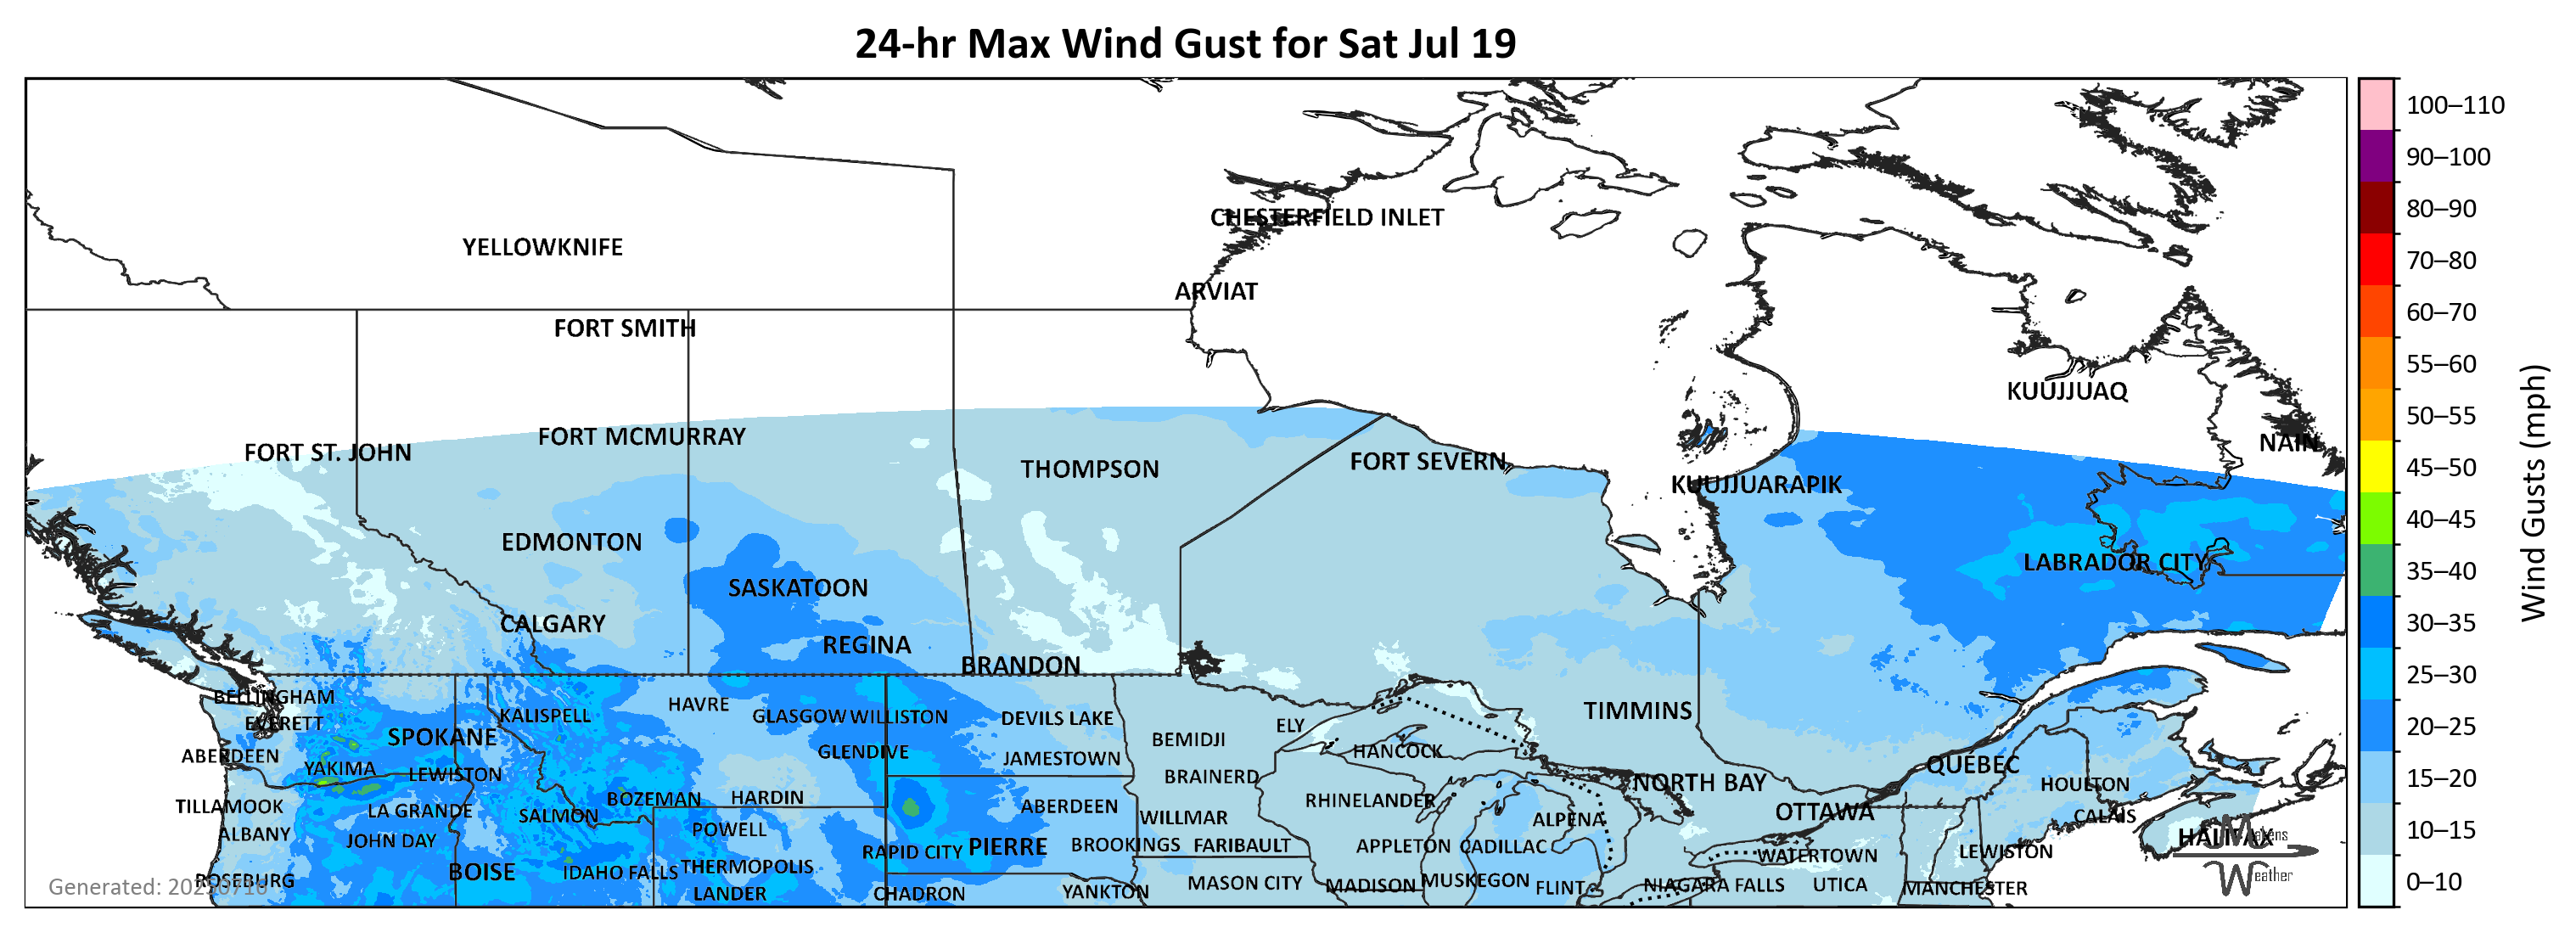 24-hr Max Wind Gust for Sat Jul 19
100–110
90–100
80–90
70–80
60–70
55–60
50–55
45–50
40–45
35–40
30–35
25–30
20–25
15–20
10–15
0–10
Wind Gusts (mph)
CHESTERFIELD INLET
YELLOWKNIFE
ARVIAT
FORT SMITH
KUUJJUAQ
FORT MCMURRAY
NAIN
FORT ST. JOHN
FORT SEVERN
THOMPSON
KUUJJUARAPIK
EDMONTON
LABRADOR CITY
SASKATOON
CALGARY
REGINA
BRANDON
BELLINGHAM
HAVRE
TIMMINS
KALISPELL
GLASGOW WILLISTON
DEVILS LAKE
EVERETT
ELY
SPOKANE
BEMIDJI
GLENDIVE
HANCOCK
ABERDEEN
JAMESTOWN
QUÉBEC
YAKIMA
LEWISTON
BRAINERD
NORTH BAY
HOULTON
BOZEMAN
HARDIN
RHINELANDER
TILLAMOOK
ABERDEEN
LA GRANDE
OTTAWA
SALMON
CALAIS
WILLMAR
ALPENA
ALBANY
POWELL
HALIFAX
JOHN DAY
BROOKINGS
FARIBAULT
APPLETON
CADILLAC
PIERRE
RAPID CITY
LEWISTON
WATERTOWN
THERMOPOLIS
BOISE
IDAHO FALLS
ROSEBURG
MASON CITY
MADISON
MUSKEGON
FLINT
NIAGARA FALLS
UTICA
MANCHESTER
LANDER
CHADRON
YANKTON
Weather